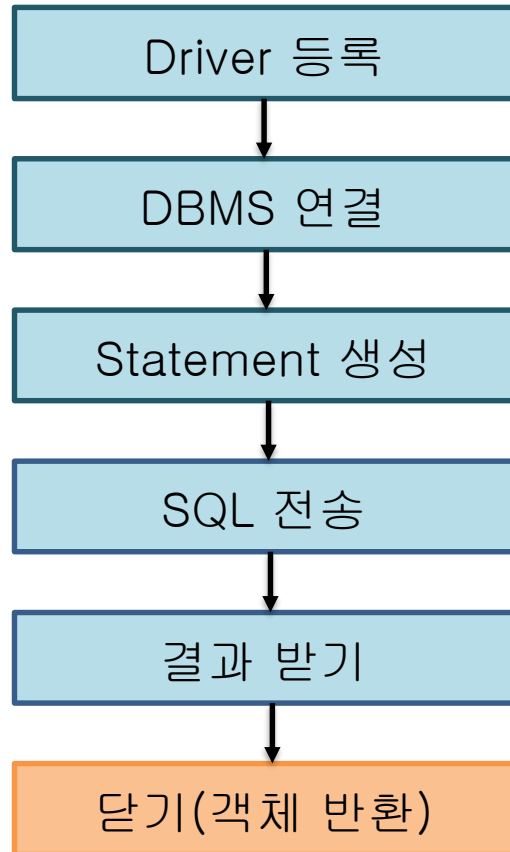 Driver 등록
DBMS 연결
Statement 생성
SQL 전송
결과 받기
닫기(객체 반환)